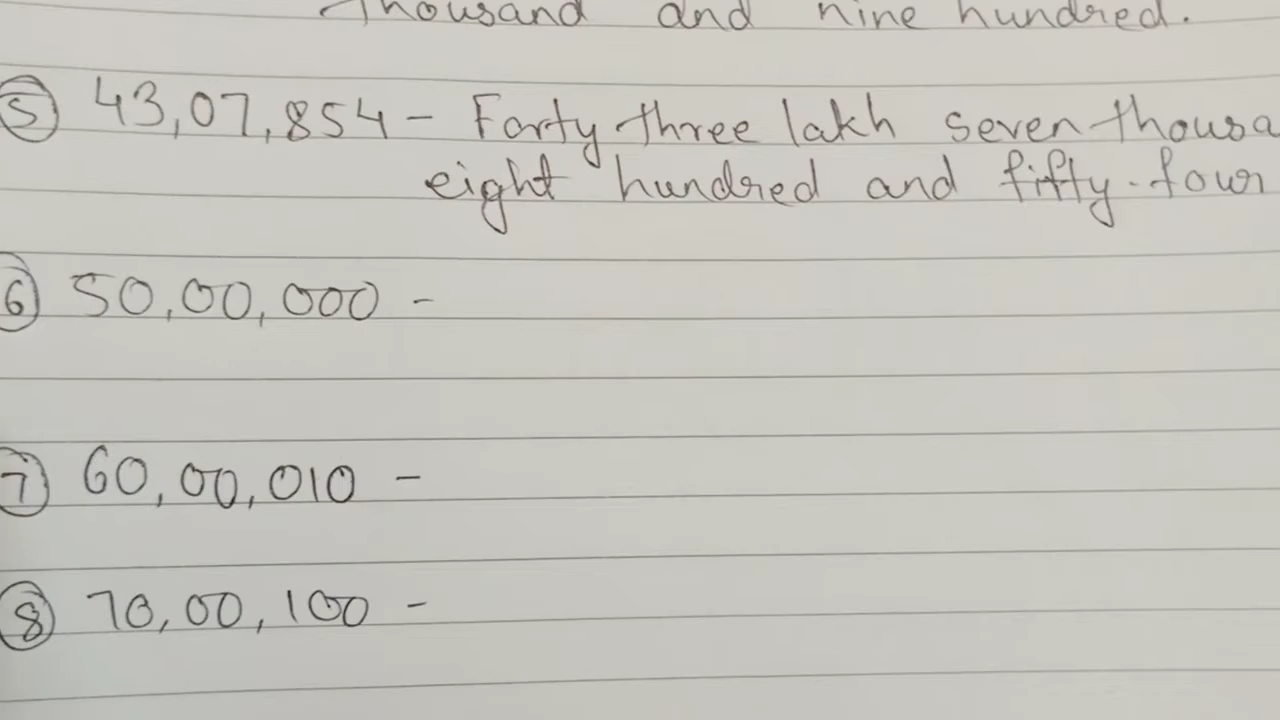 Thousand and nine hundred.
5 43,07,854 - Forty three lakh seven thousa
eight hundred and fifty-four
6 50,00,000 -
7 60,00,010 -
8 70,00,100 -